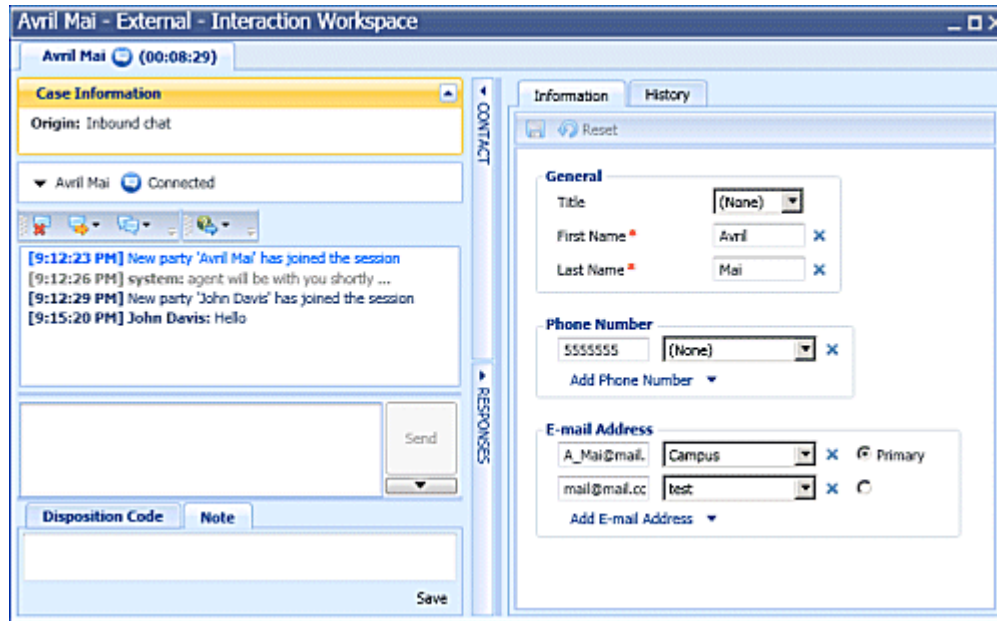 Avril Mai - External - Interaction Workspace
Avril Mai (00:08:29)
Case Information
Origin: Inbound chat
Avril Mai Connected
[9:12:23 PM] New party 'Avril Mai' has joined the session
[9:12:26 PM] system: agent will be with you shortly ...
[9:12:29 PM] New party 'John Davis' has joined the session
[9:15:20 PM] John Davis: Hello
Send
Disposition Code Note
Save
CONTACT
RESPONSES
Information History
Reset
General
Title (None)
First Name * Avril
Last Name * Mai
Phone Number
5555555 (None)
Add Phone Number
E-mail Address
A_Mai@mail. Campus Primary
mail@mail.cc test
Add E-mail Address